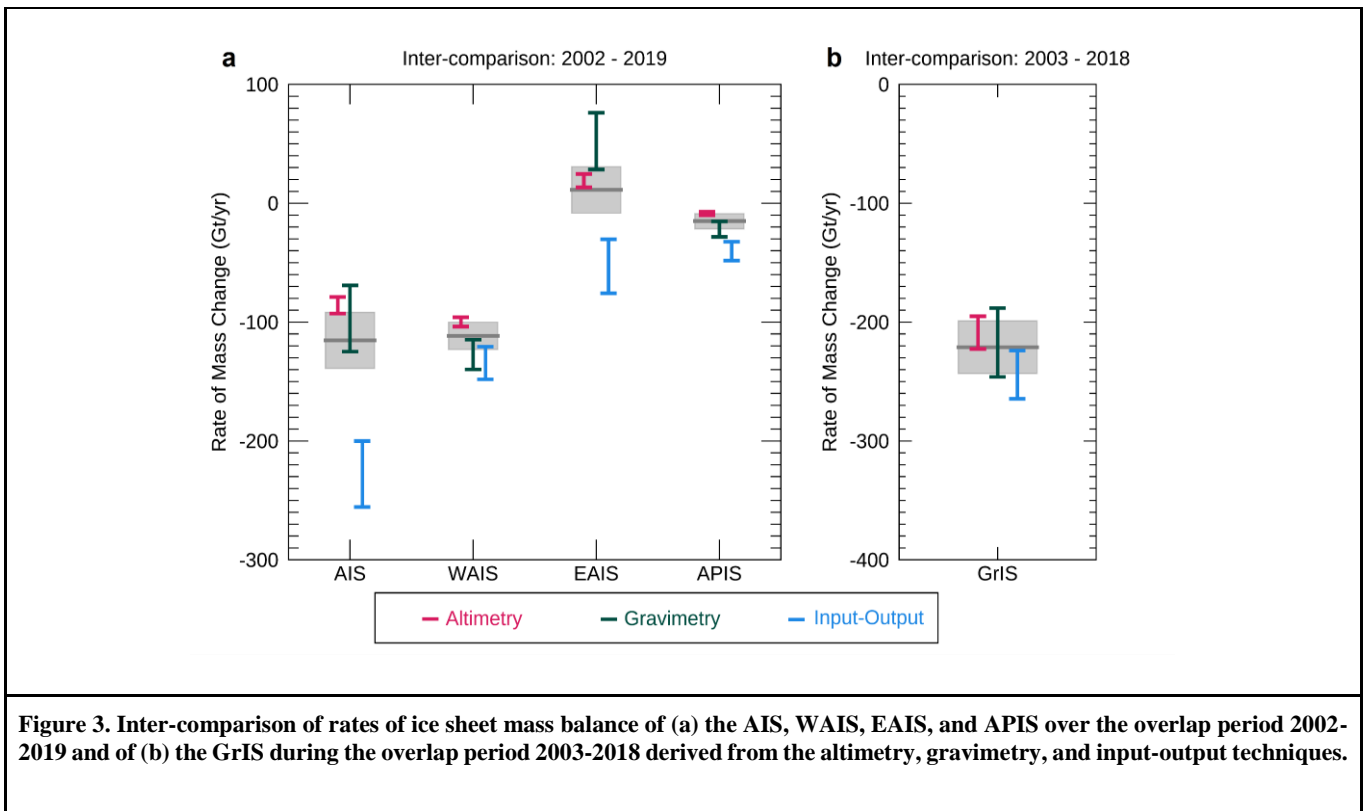 a Inter-comparison: 2002 - 2019
b Inter-comparison: 2003 - 2018
Rate of Mass Change (Gt/yr)
100
0
-100
-200
-300
AIS WAIS EAIS APIS
Rate of Mass Change (Gt/yr)
0
-100
-200
-300
-400
GrIS
Altimetry Gravimetry Input-Output
Figure 3. Inter-comparison of rates of ice sheet mass balance of (a) the AIS, WAIS, EAIS, and APIS over the overlap period 2002-
2019 and of (b) the GrIS during the overlap period 2003-2018 derived from the altimetry, gravimetry, and input-output techniques.